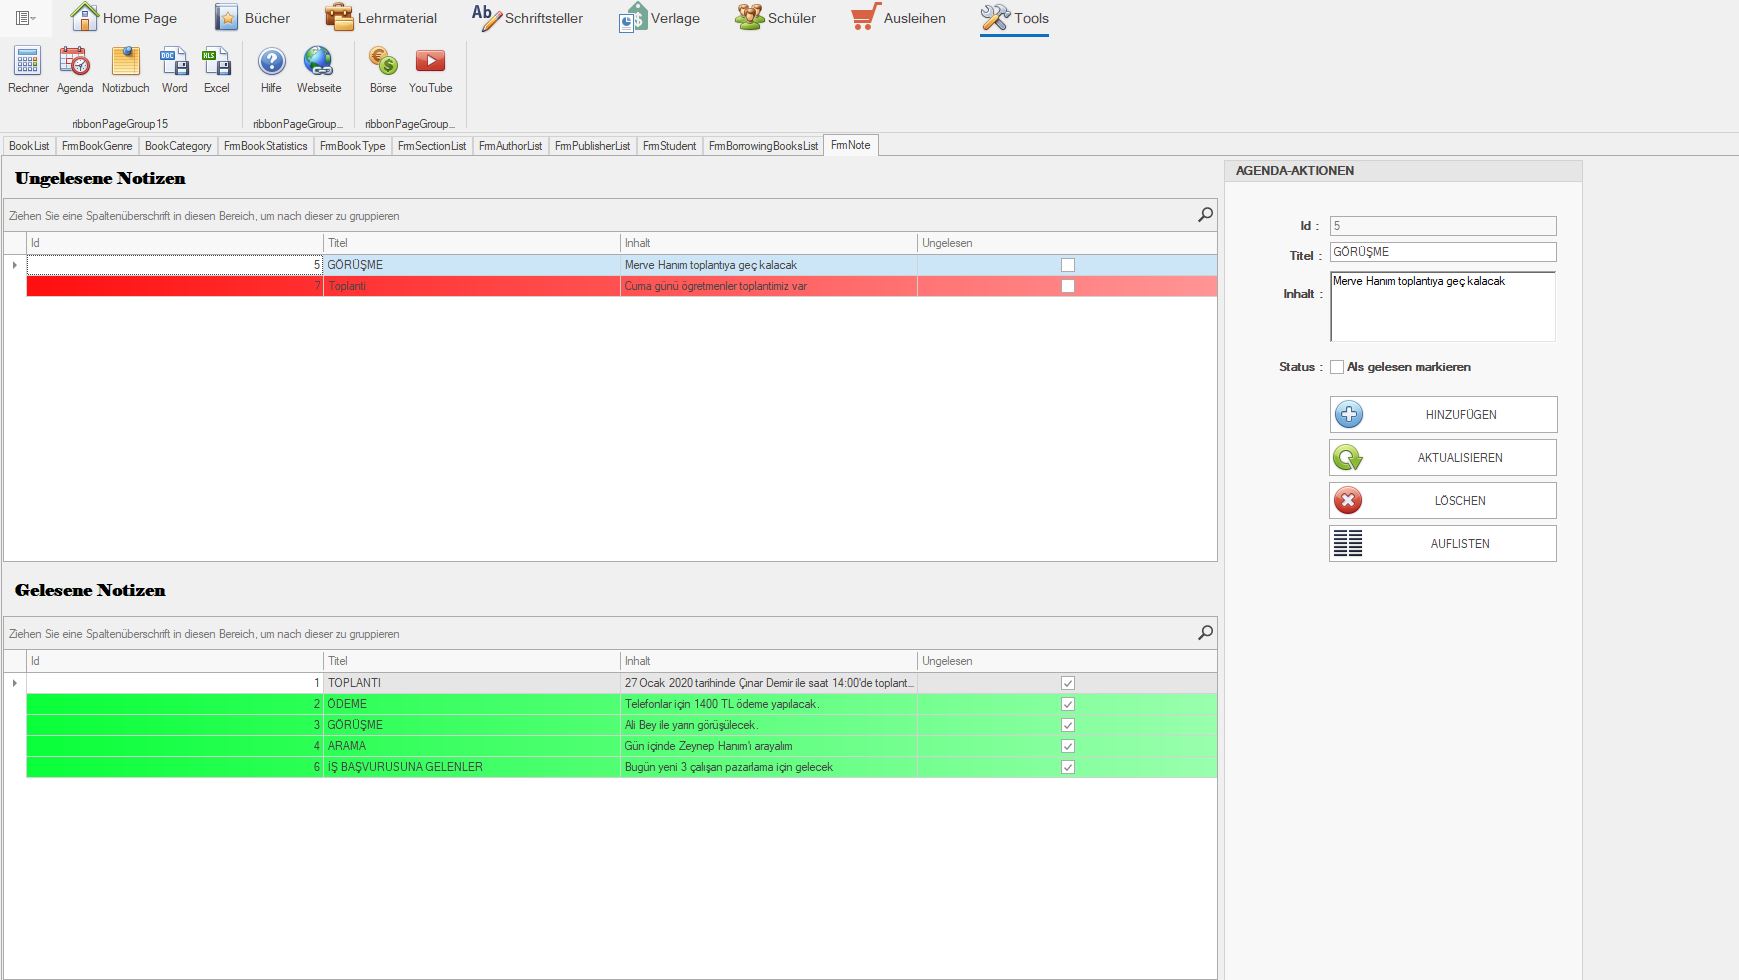 Home Page Bücher Lehrmaterial Schriftsteller Verlage Schüler Ausleihen Tools
Rechner Agenda Notizbuch Word Excel Hilfe Webseite Börse YouTube
ribbonPageGroup15 ribbonPageGroup... ribbonPageGroup...
BookList FrmBookGenre BookCategory FrmBookStatistics FrmBookType FrmSectionList FrmAuthorList FrmPublisherList FrmStudent FrmBorrowingBooksList FrmNote
Ungelesene Notizen
Ziehen Sie eine Spaltenüberschrift in diesen Bereich, um nach dieser zu gruppieren
Id Titel Inhalt Ungelesen
5 GÖRÜŞME Merve Hanım toplantıya geç kalacak
7 Toplanti Cuma günü ögretmenler toplantimiz var
Gelesene Notizen
Ziehen Sie eine Spaltenüberschrift in diesen Bereich, um nach dieser zu gruppieren
Id Titel Inhalt Ungelesen
1 TOPLANTI 27 Ocak 2020 tarihinde Çınar Demir ile saat 14:00'de toplant...
2 ÖDEME Telefonlar için 1400 TL ödeme yapılacak.
3 GÖRÜŞME Ali Bey ile yarın görüşülecek.
4 ARAMA Gün içinde Zeynep Hanım'ı arayalım
6 İŞ BAŞVURUSUNA GELENLER Bugün yeni 3 çalışan pazarlama için gelecek
AGENDA-AKTIONEN
Id : 5
Titel : GÖRÜŞME
Inhalt : Merve Hanım toplantıya geç kalacak
Status : Als gelesen markieren
HINZUFÜGEN
AKTUALISIEREN
LÖSCHEN
AUFLISTEN